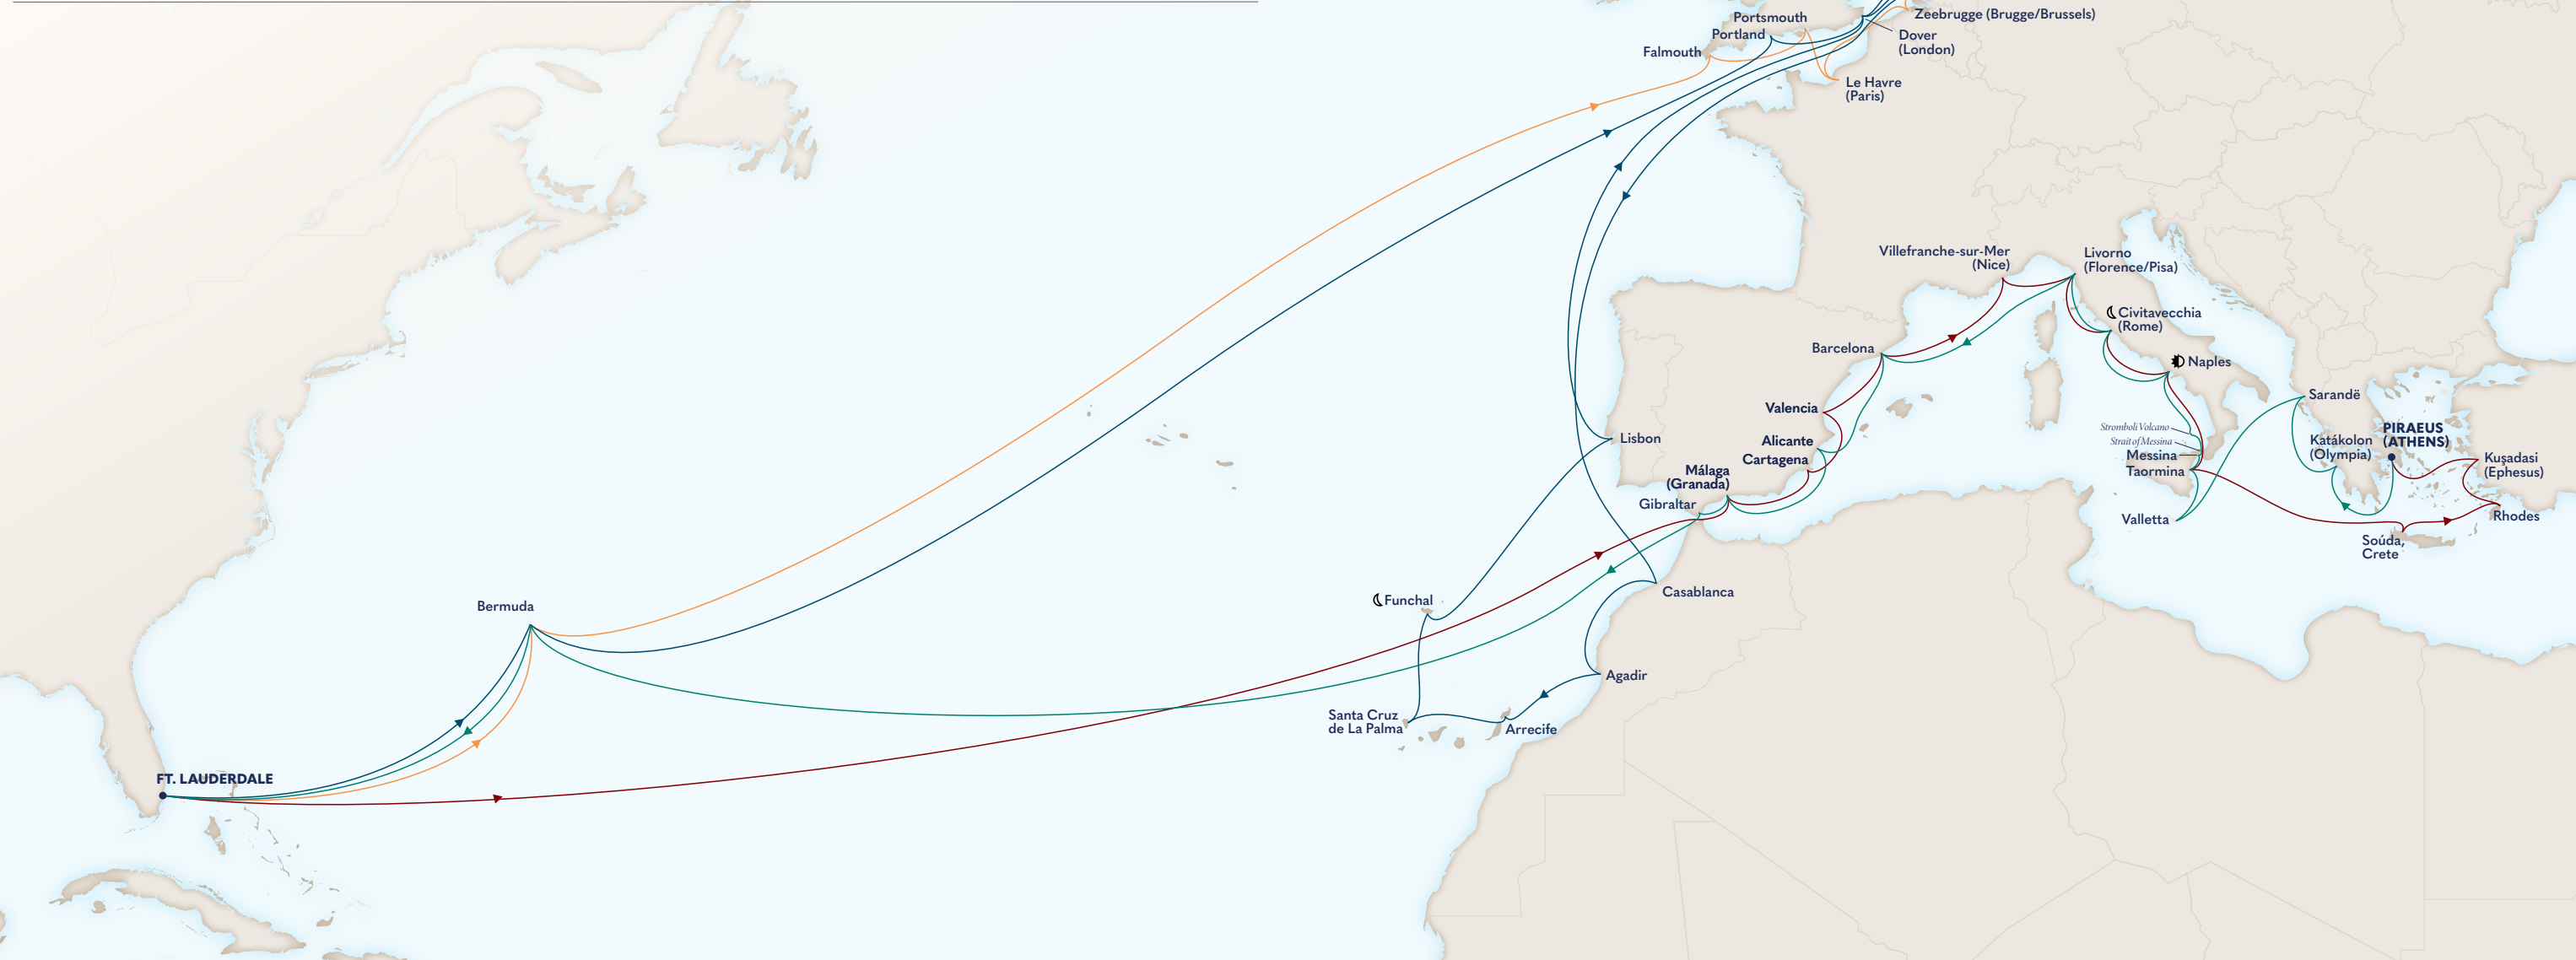 Portsmouth
Portland
Falmouth
Zeebrugge (Brugge/Brussels)
Dover
(London)
Le Havre
(Paris)
Villefranche-sur-Mer
(Nice)
Livorno
(Florence/Pisa)
Civitavecchia
(Rome)
Naples
Barcelona
Valencia
Alicante
Cartagena
Málaga
(Granada)
Gibraltar
Lisbon
Sarandë
PIRAEUS
(ATHENS)
Katákolon
(Olympia)
Stromboli Volcano
Strait of Messina
Messina
Taormina
Valletta
Kuşadasi
(Ephesus)
Rhodes
Soúda,
Crete
Casablanca
Funchal
Bermuda
Agadir
Santa Cruz
de La Palma
Arrecife
FT. LAUDERDALE